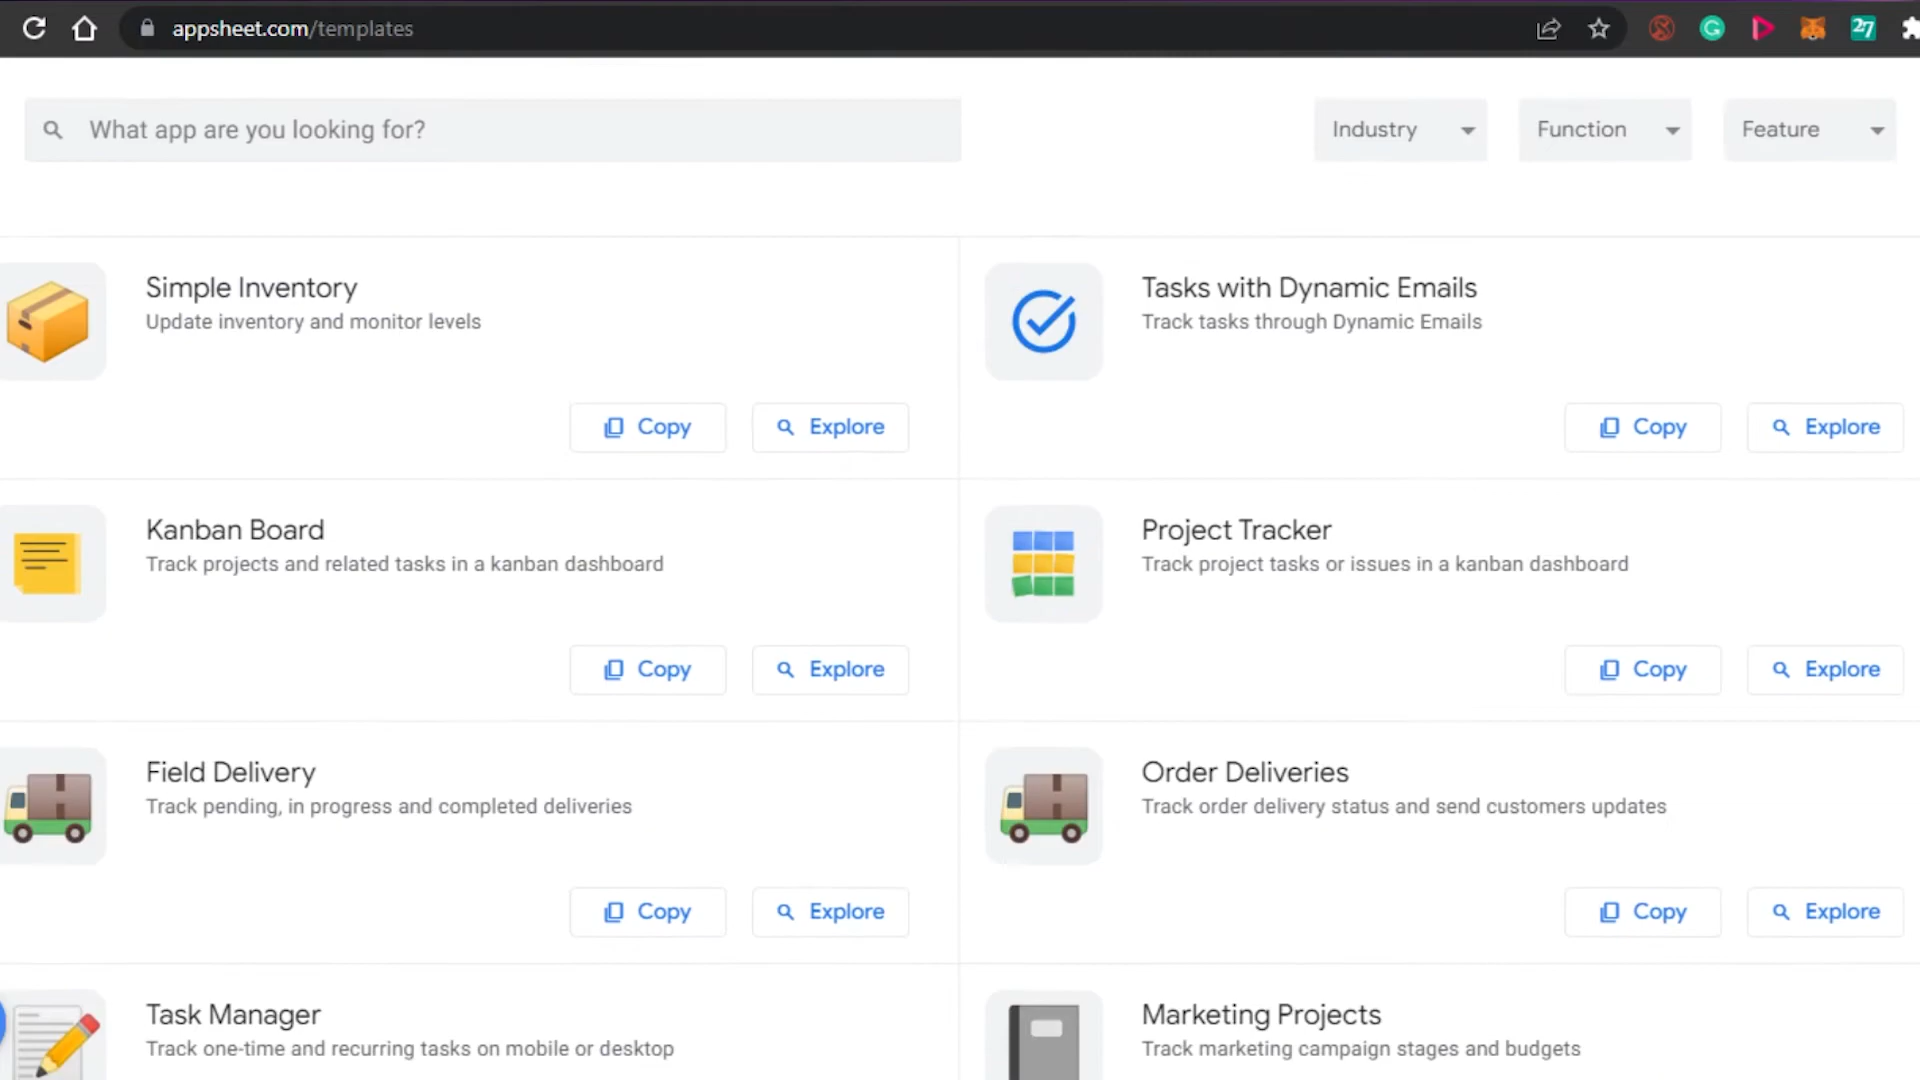 appsheet.com/templates
27
What app are you looking for?
Industry
Function
Feature
Simple Inventory
Update inventory and monitor levels
Copy
Explore
Tasks with Dynamic Emails
Track tasks through Dynamic Emails
Copy
Explore
Kanban Board
Track projects and related tasks in a kanban dashboard
Copy
Explore
Project Tracker
Track project tasks or issues in a kanban dashboard
Copy
Explore
Field Delivery
Track pending, in progress and completed deliveries
Copy
Explore
Order Deliveries
Track order delivery status and send customers updates
Copy
Explore
Task Manager
Track one-time and recurring tasks on mobile or desktop
Marketing Projects
Track marketing campaign stages and budgets